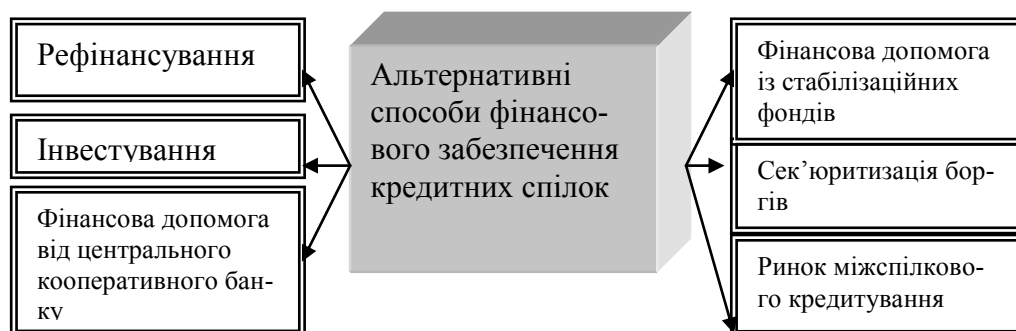 Рефінансування
Інвестування
Фінансова допомога
від центрального
кооперативного бан-
ку
Альтернативні
способи фінансо-
вого забезпечення
кредитних спілок
Фінансова допомога
із стабілізаційних
фондів
Сек’юритизація бор-
гів
Ринок міжспілково-
го кредитування